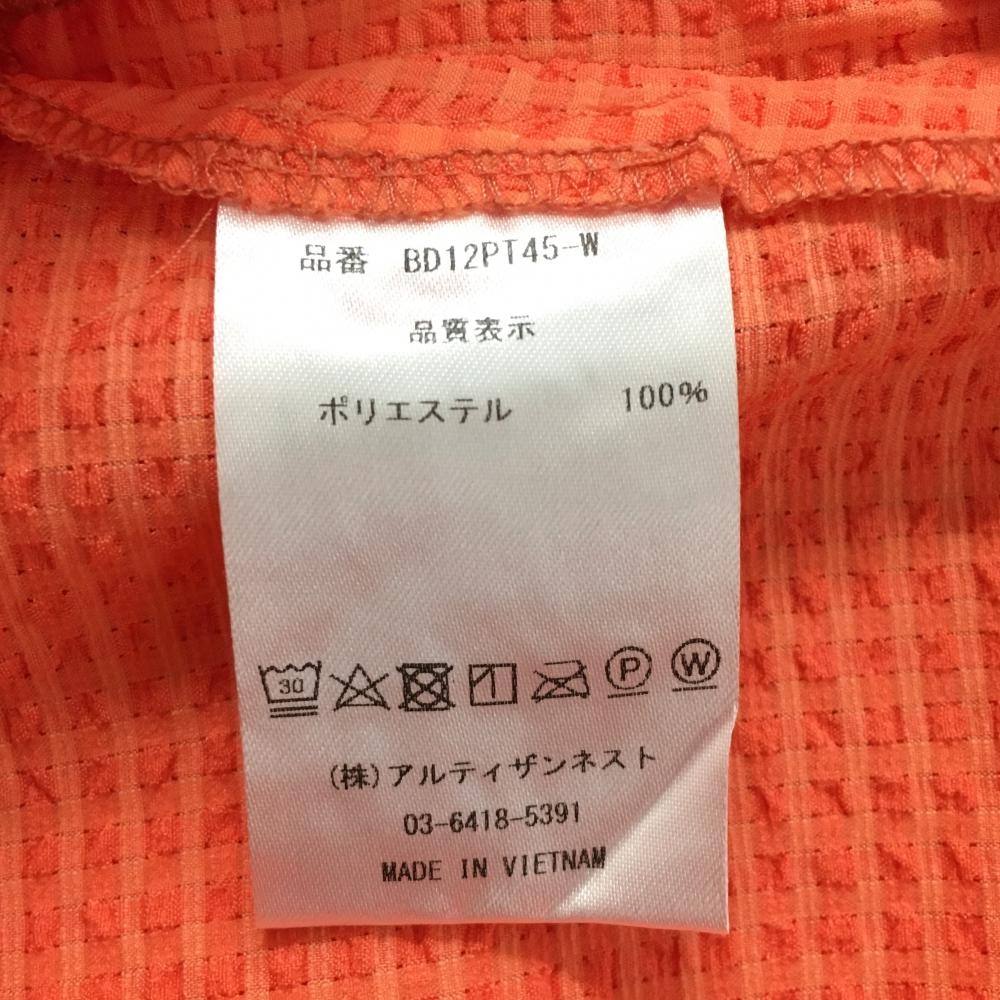 品番 BD12PT45-W
品質表示
ポリエステル 100%
30 P W
(株)アルティザンネスト
03-6418-5391
MADE IN VIETNAM